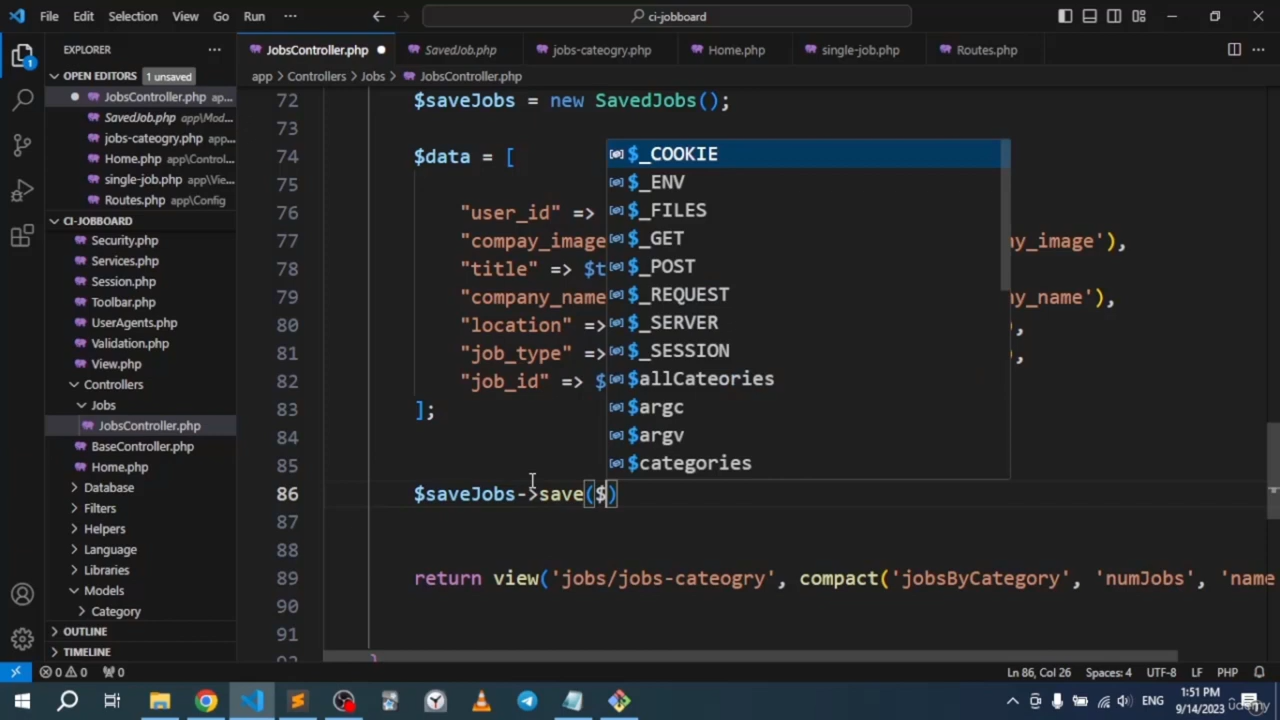 File Edit Selection View Go Run ci-jobboard
EXPLORER
JobsController.php SavedJob.php jobs-cateogry.php Home.php single-job.php Routes.php
OPEN EDITORS 1 unsaved
app > Controllers > Jobs > JobsController.php
JobsController.php ap...
SavedJob.php app\Mod...
jobs-cateogry.php app...
Home.php app\Control...
single-job.php app\Vie...
Routes.php app\Config
CI-JOBBOARD
Security.php
Services.php
Session.php
Toolbar.php
UserAgents.php
Validation.php
View.php
Controllers
Jobs
JobsController.php
BaseController.php
Home.php
Database
Filters
Helpers
Language
Libraries
Models
Category
OUTLINE
TIMELINE
72 $saveJobs = new SavedJobs();
73
74 $data = [
75
76 "user_id" =>
77 "compay_image y_image'),
78 "title" => $t
79 "company_name y_name'),
80 "location" => ),
81 "job_type" => ),
82 "job_id" => $
83 ];
84
85
86 $saveJobs->save($)
87
88
89 return view('jobs/jobs-cateogry', compact('jobsByCategory', 'numJobs', 'name
90
91
92 }
$_COOKIE
$_ENV
$_FILES
$_GET
$_POST
$_REQUEST
$_SERVER
$_SESSION
$allCateories
$argc
$argv
$categories
0 0 0 Ln 86, Col 26 Spaces: 4 UTF-8 LF PHP
ENG 1:51 PM
9/14/2023
udemy